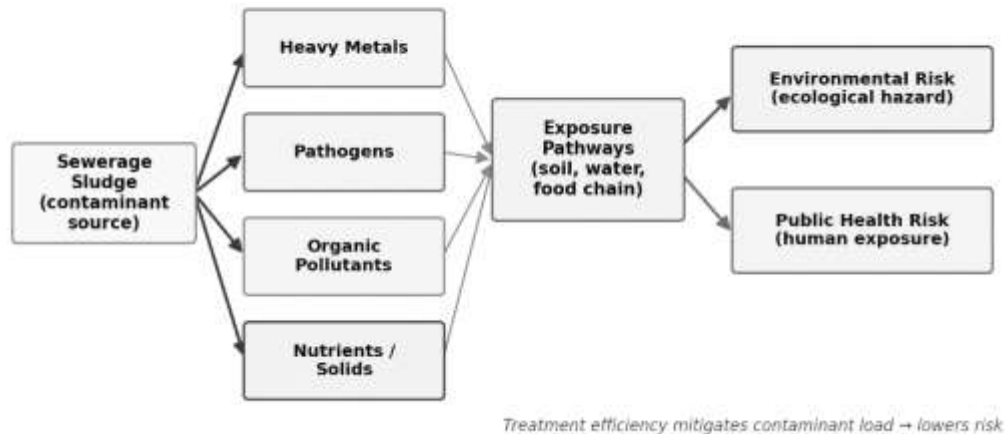 Sewerage
Sludge
(contaminant
source)
Heavy Metals
Pathogens
Organic
Pollutants
Nutrients /
Solids
Exposure
Pathways
(soil, water,
food chain)
Environmental Risk
(ecological hazard)
Public Health Risk
(human exposure)
Treatment efficiency mitigates contaminant load → lowers risk